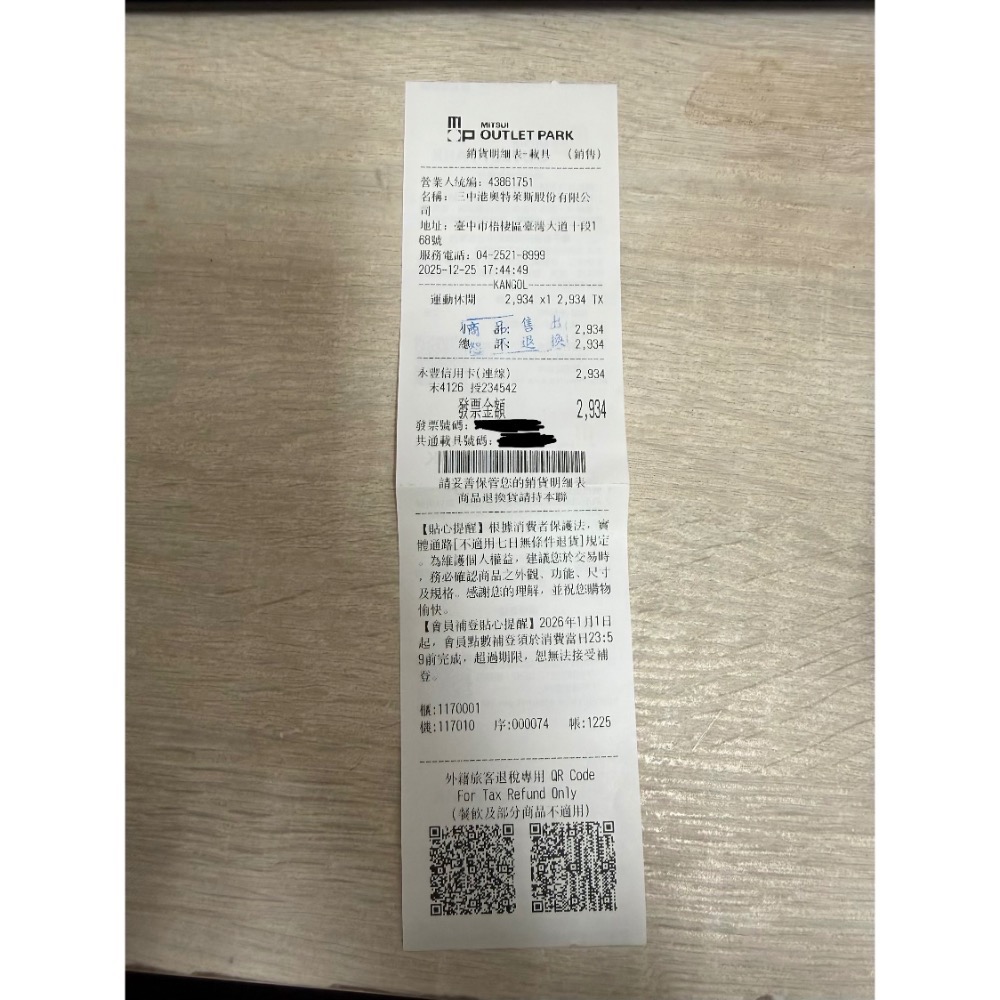 MITSUI
OUTLET PARK
銷貨明細表-載具 (銷售)
營業人統編: 43861751
名稱: 三中港奧特萊斯股份有限公
司
地址: 臺中市梧棲區臺灣大道十段1
68號
服務電話: 04-2521-8999
2025-12-25 17:44:49
KANGOL
運動休閒 2,934 x1 2,934 TX
小 2,934
商品售出
總 2,934
退換
永豐信用卡(連線) 2,934
末4126 授234542
發票金額 2,934
發票號碼:
共通載具號碼:
請妥善保管您的銷貨明細表
商品退換貨請持本聯
【貼心提醒】根據消費者保護法，實
體通路[不適用七日無條件退貨]規定
。為維護個人權益，建議您於交易時
，務必確認商品之外觀、功能、尺寸
及規格。感謝您的理解，並祝您購物
愉快。
【會員補登貼心提醒】2026年1月1日
起，會員點數補登須於消費當日23:5
9前完成，超過期限，恕無法接受補
登。
櫃:1170001
機:117010 序:000074 帳:1225
外籍旅客退稅專用 QR Code
For Tax Refund Only
(餐飲及部分商品不適用)